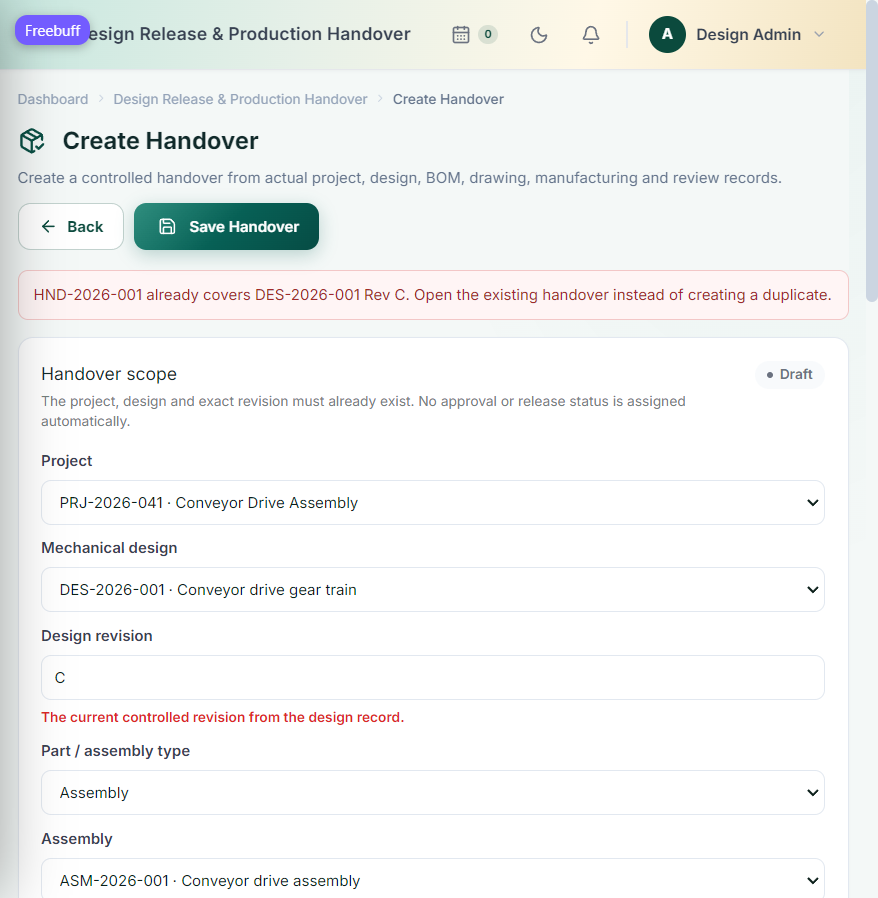 Freebuff
esign Release & Production Handover
0
A
Design Admin
Dashboard > Design Release & Production Handover > Create Handover
Create Handover
Create a controlled handover from actual project, design, BOM, drawing, manufacturing and review records.
Back
Save Handover
HND-2026-001 already covers DES-2026-001 Rev C. Open the existing handover instead of creating a duplicate.
Handover scope
• Draft
The project, design and exact revision must already exist. No approval or release status is assigned
automatically.
Project
PRJ-2026-041 · Conveyor Drive Assembly
Mechanical design
DES-2026-001 · Conveyor drive gear train
Design revision
C
The current controlled revision from the design record.
Part / assembly type
Assembly
Assembly
ASM-2026-001 · Conveyor drive assembly